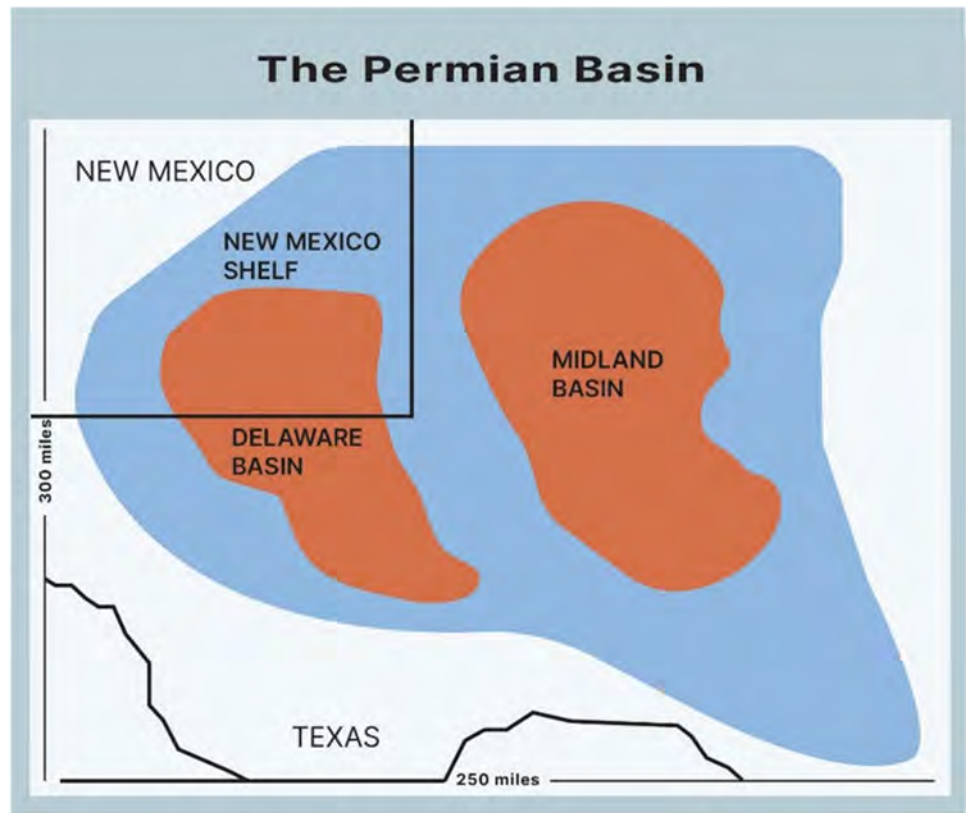 The Permian Basin
NEW MEXICO
NEW MEXICO
SHELF
MIDLAND
BASIN
DELAWARE
BASIN
300 miles
TEXAS
250 miles